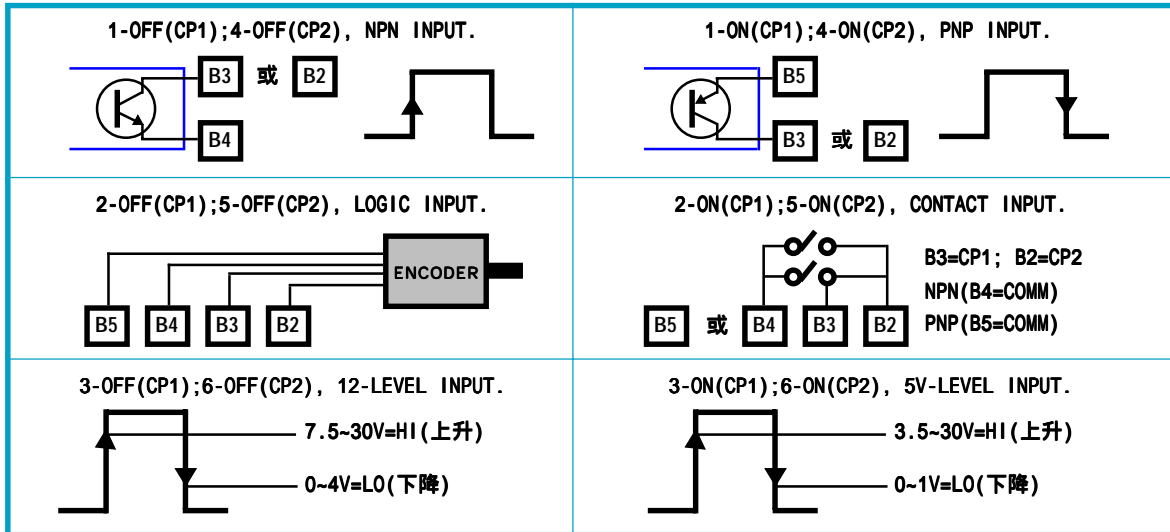 1-OFF(CP1);4-OFF(CP2), NPN INPUT.
B3 或 B2
B4
1-ON(CP1);4-ON(CP2), PNP INPUT.
B5
B3 或 B2
2-OFF(CP1);5-OFF(CP2), LOGIC INPUT.
ENCODER
B5 B4 B3 B2
2-ON(CP1);5-ON(CP2), CONTACT INPUT.
B3=CP1; B2=CP2
NPN(B4=COMM)
PNP(B5=COMM)
B5 或 B4 B3 B2
3-OFF(CP1);6-OFF(CP2), 12-LEVEL INPUT.
7.5~30V=HI(上升)
0~4V=LO(下降)
3-ON(CP1);6-ON(CP2), 5V-LEVEL INPUT.
3.5~30V=HI(上升)
0~1V=LO(下降)